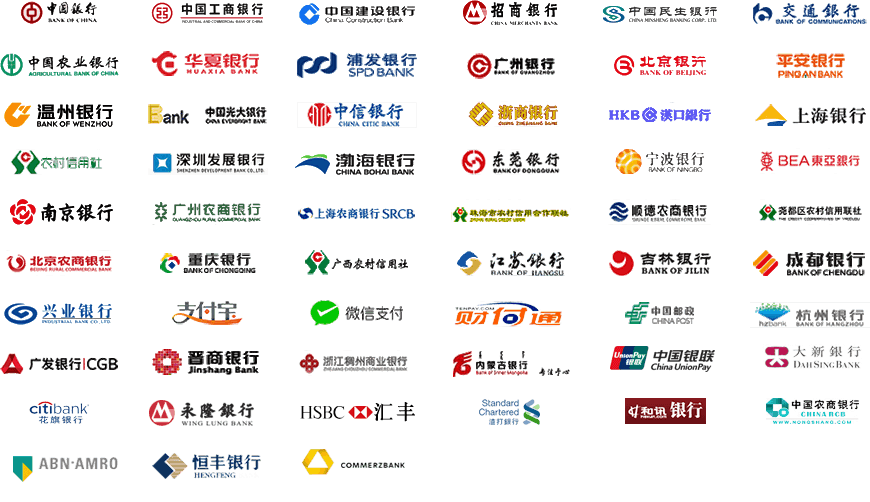 中国银行
BANK OF CHINA
中国工商银行
INDUSTRIAL AND COMMERCIAL BANK OF CHINA
中国建设银行
China Construction Bank
招商银行
CHINA MERCHANTS BANK
中国民生银行
CHINA MINSHENG BANKING CORP. LTD.
交通银行
BANK OF COMMUNICATIONS
中国农业银行
AGRICULTURAL BANK OF CHINA
华夏银行
HUAXIA BANK
浦发银行
SPD BANK
广州银行
BANK OF GUANGZHOU
北京银行
BANK OF BEIJING
平安银行
PINGAN BANK
温州银行
BANK OF WENZHOU
Bank
中国光大银行
CHINA EVERBRIGHT BANK
中信银行
CHINA CITIC BANK
浙商银行
CHINA ZHESHANG BANK
HKB 漢口銀行
上海银行
农村信用社
深圳发展银行
SHENZHEN DEVELOPMENT BANK CO., LTD.
渤海银行
CHINA BOHAI BANK
东莞银行
BANK OF DONGGUAN
宁波银行
BANK OF NINGBO
BEA東亞銀行
南京银行
广州农商银行
GUANGZHOU RURAL COMMERCIAL BANK
上海农商银行 SRCB
珠海市农村信用合作联社
顺德农商银行
SHUNDE RURAL COMMERCIAL BANK
尧都区农村信用联社
北京农商银行
BEIJING RURAL COMMERCIAL BANK
重庆银行
BANK OF CHONGQING
广西农村信用社
江苏银行
BANK OF JIANGSU
吉林银行
BANK OF JILIN
成都银行
BANK OF CHENGDU
兴业银行
INDUSTRIAL BANK CO.,LTD.
支付宝
微信支付
TENPAY.COM
财付通
中国邮政
CHINA POST
hzbank
杭州银行
BANK OF HANGZHOU
广发银行|CGB
晋商银行
Jinshang Bank
浙江稠州商业银行
ZHEJIANG CHOUZHOU COMMERCIAL BANK
内蒙古银行
Bank of Inner Mongolia
UnionPay
银联
中国银联
China UnionPay
大新銀行
DAH SING BANK
citibank
花旗银行
永隆銀行
WING LUNG BANK
HSBC 汇丰
Standard
Chartered
渣打銀行
和讯 银行
中国农商银行
CHINA RCB
WWW.NONGSHANG.COM
ABN·AMRO
恒丰银行
HENGFENG
COMMERZBANK